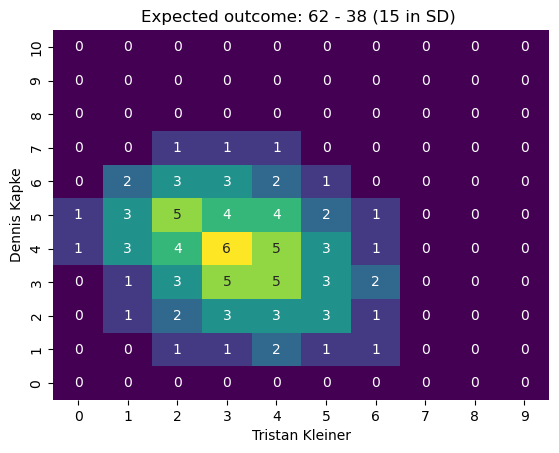 Expected outcome: 62 - 38 (15 in SD)
Dennis Kapke
10 0 0 0 0 0 0 0 0 0 0
9 0 0 0 0 0 0 0 0 0 0
8 0 0 0 0 0 0 0 0 0 0
7 0 0 1 1 1 0 0 0 0 0
6 0 2 3 3 2 1 0 0 0 0
5 1 3 5 4 4 2 1 0 0 0
4 1 3 4 6 5 3 1 0 0 0
3 0 1 3 5 5 3 2 0 0 0
2 0 1 2 3 3 3 1 0 0 0
1 0 0 1 1 2 1 1 0 0 0
0 0 0 0 0 0 0 0 0 0 0
0 1 2 3 4 5 6 7 8 9
Tristan Kleiner